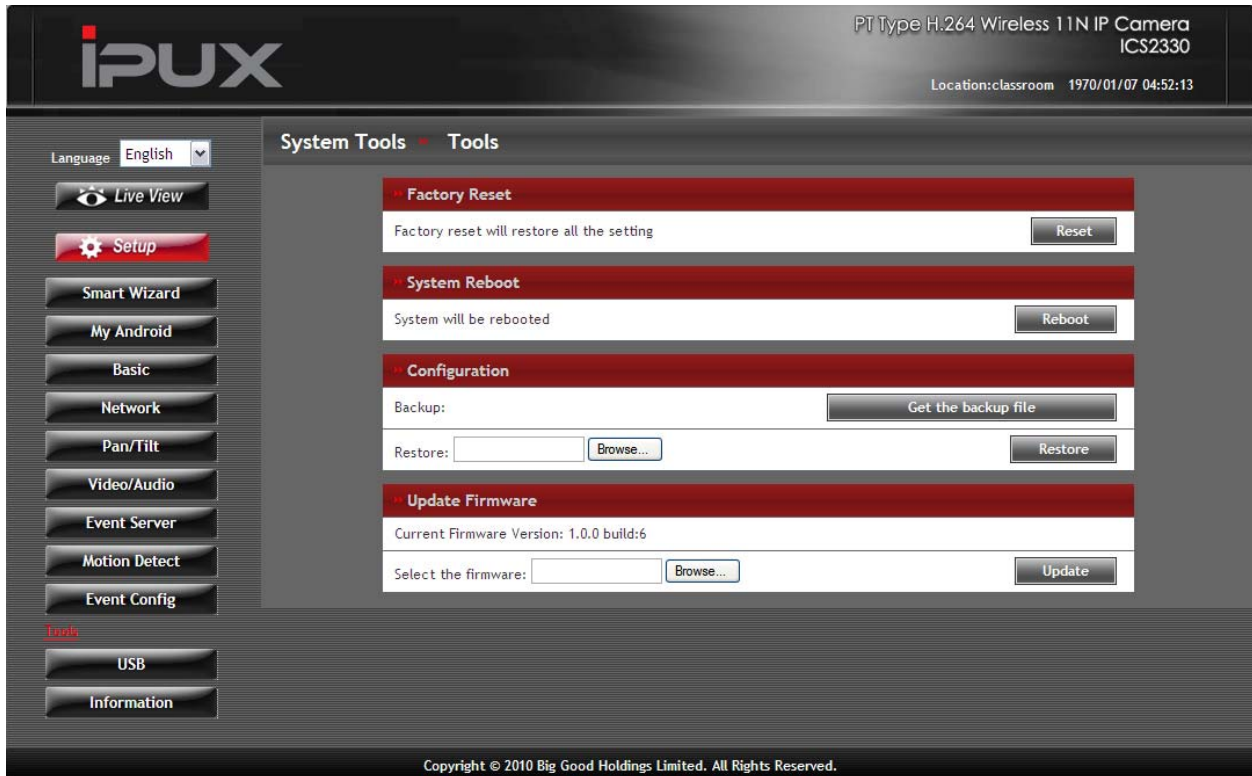 iPUX
PT Type H.264 Wireless 11N IP Camera
ICS2330
Location:classroom 1970/01/07 04:52:13
Language English
Live View
Setup
Smart Wizard
My Android
Basic
Network
Pan/Tilt
Video/Audio
Event Server
Motion Detect
Event Config
Tools
USB
Information
System Tools Tools
Factory Reset
Factory reset will restore all the setting Reset
System Reboot
System will be rebooted Reboot
Configuration
Backup: Get the backup file
Restore: Browse... Restore
Update Firmware
Current Firmware Version: 1.0.0 build:6
Select the firmware: Browse... Update
Copyright © 2010 Big Good Holdings Limited. All Rights Reserved.